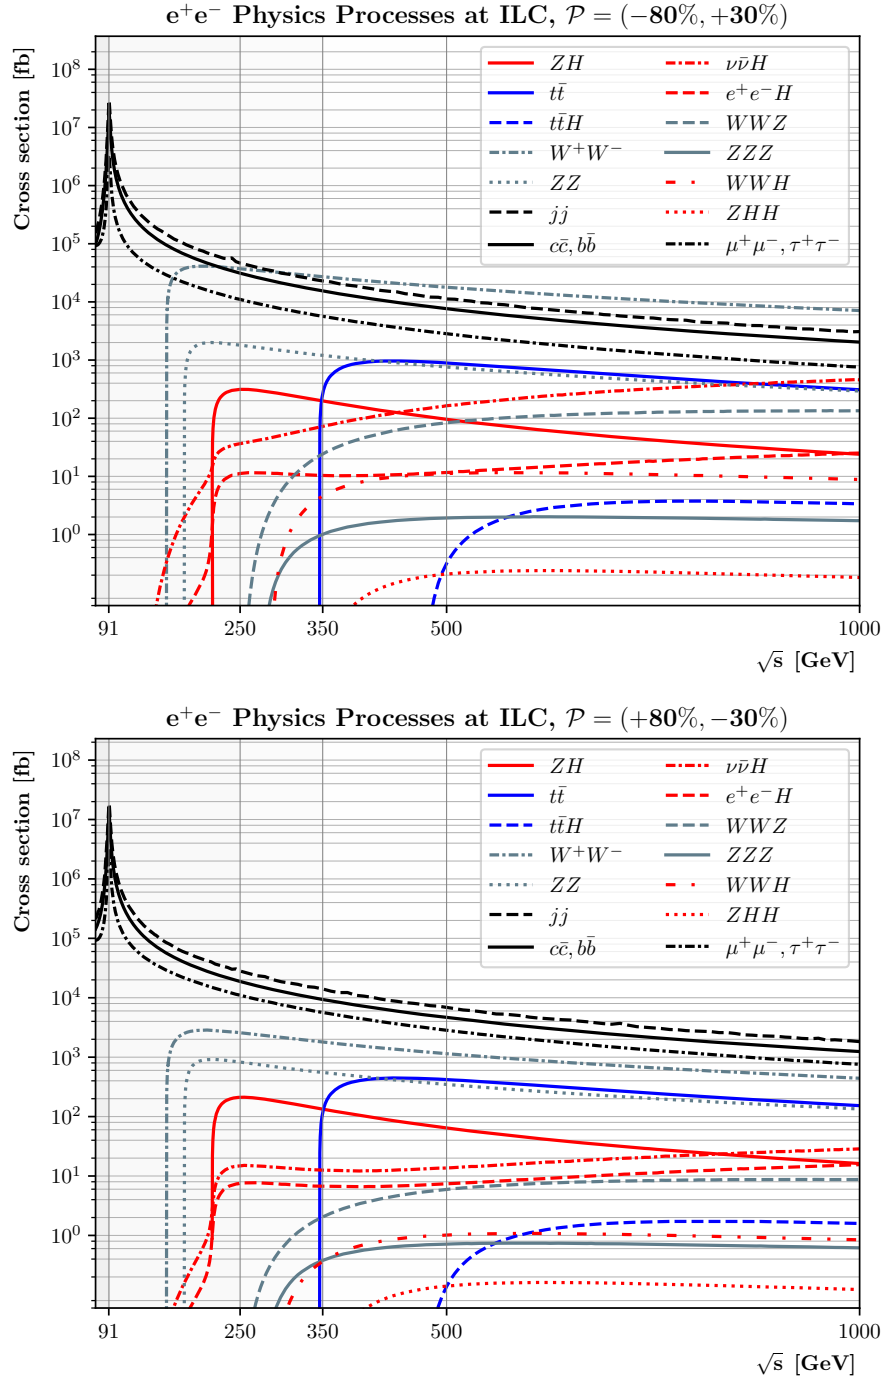 e⁺e⁻ Physics Processes at ILC, 𝒫 = (−80%, +30%)
Cross section [fb]
10⁸
10⁷
10⁶
10⁵
10⁴
10³
10²
10¹
10⁰
ZH
tt̄
tt̄H
W⁺W⁻
ZZ
jj
cc̄, bb̄
νν̄H
e⁺e⁻H
WWZ
ZZZ
WWH
ZHH
μ⁺μ⁻, τ⁺τ⁻
91 250 350 500 1000
√s [GeV]
e⁺e⁻ Physics Processes at ILC, 𝒫 = (+80%, −30%)
Cross section [fb]
10⁸
10⁷
10⁶
10⁵
10⁴
10³
10²
10¹
10⁰
ZH
tt̄
tt̄H
W⁺W⁻
ZZ
jj
cc̄, bb̄
νν̄H
e⁺e⁻H
WWZ
ZZZ
WWH
ZHH
μ⁺μ⁻, τ⁺τ⁻
91 250 350 500 1000
√s [GeV]